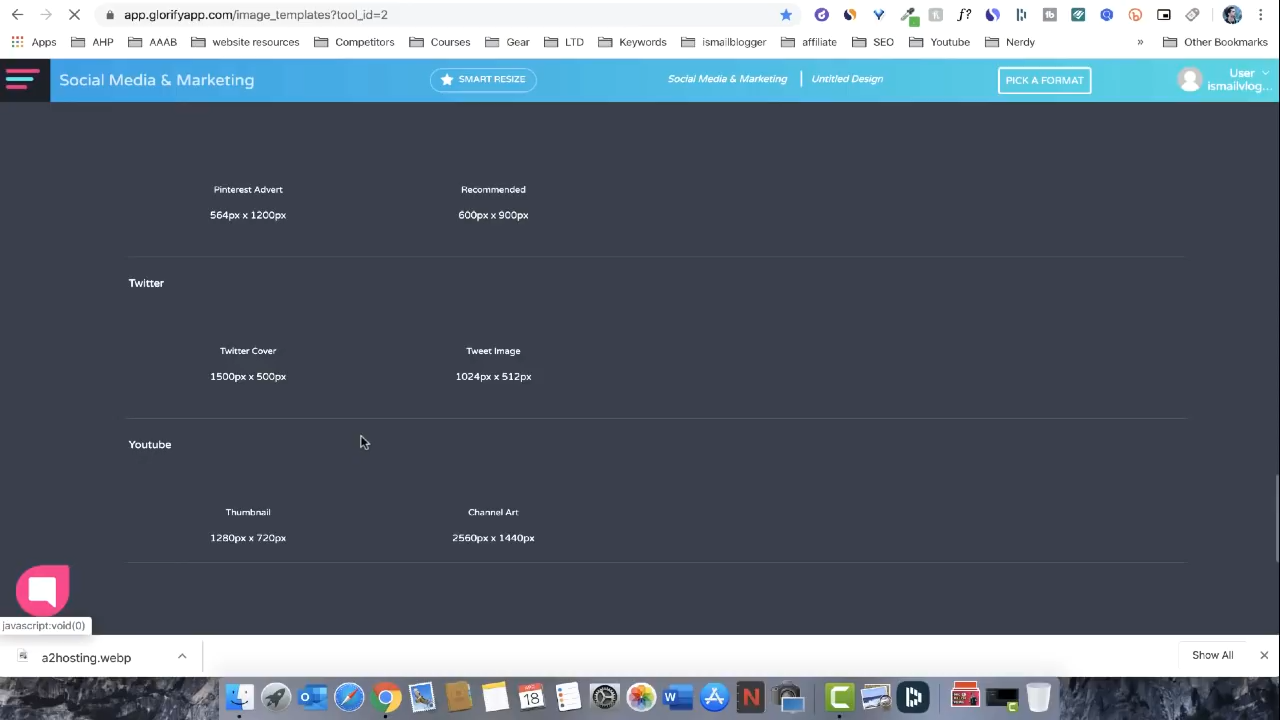 app.glorifyapp.com/image_templates?tool_id=2
Apps AHP AAAB website resources Competitors Courses Gear LTD Keywords ismailblogger affiliate SEO Youtube Nerdy » Other Bookmarks
Social Media & Marketing SMART RESIZE Social Media & Marketing Untitled Design PICK A FORMAT User
ismailvlog...
Pinterest Advert Recommended
564px x 1200px 600px x 900px
Twitter
Twitter Cover Tweet Image
1500px x 500px 1024px x 512px
Youtube
Thumbnail Channel Art
1280px x 720px 2560px x 1440px
javascript:void(0)
a2hosting.webp Show All